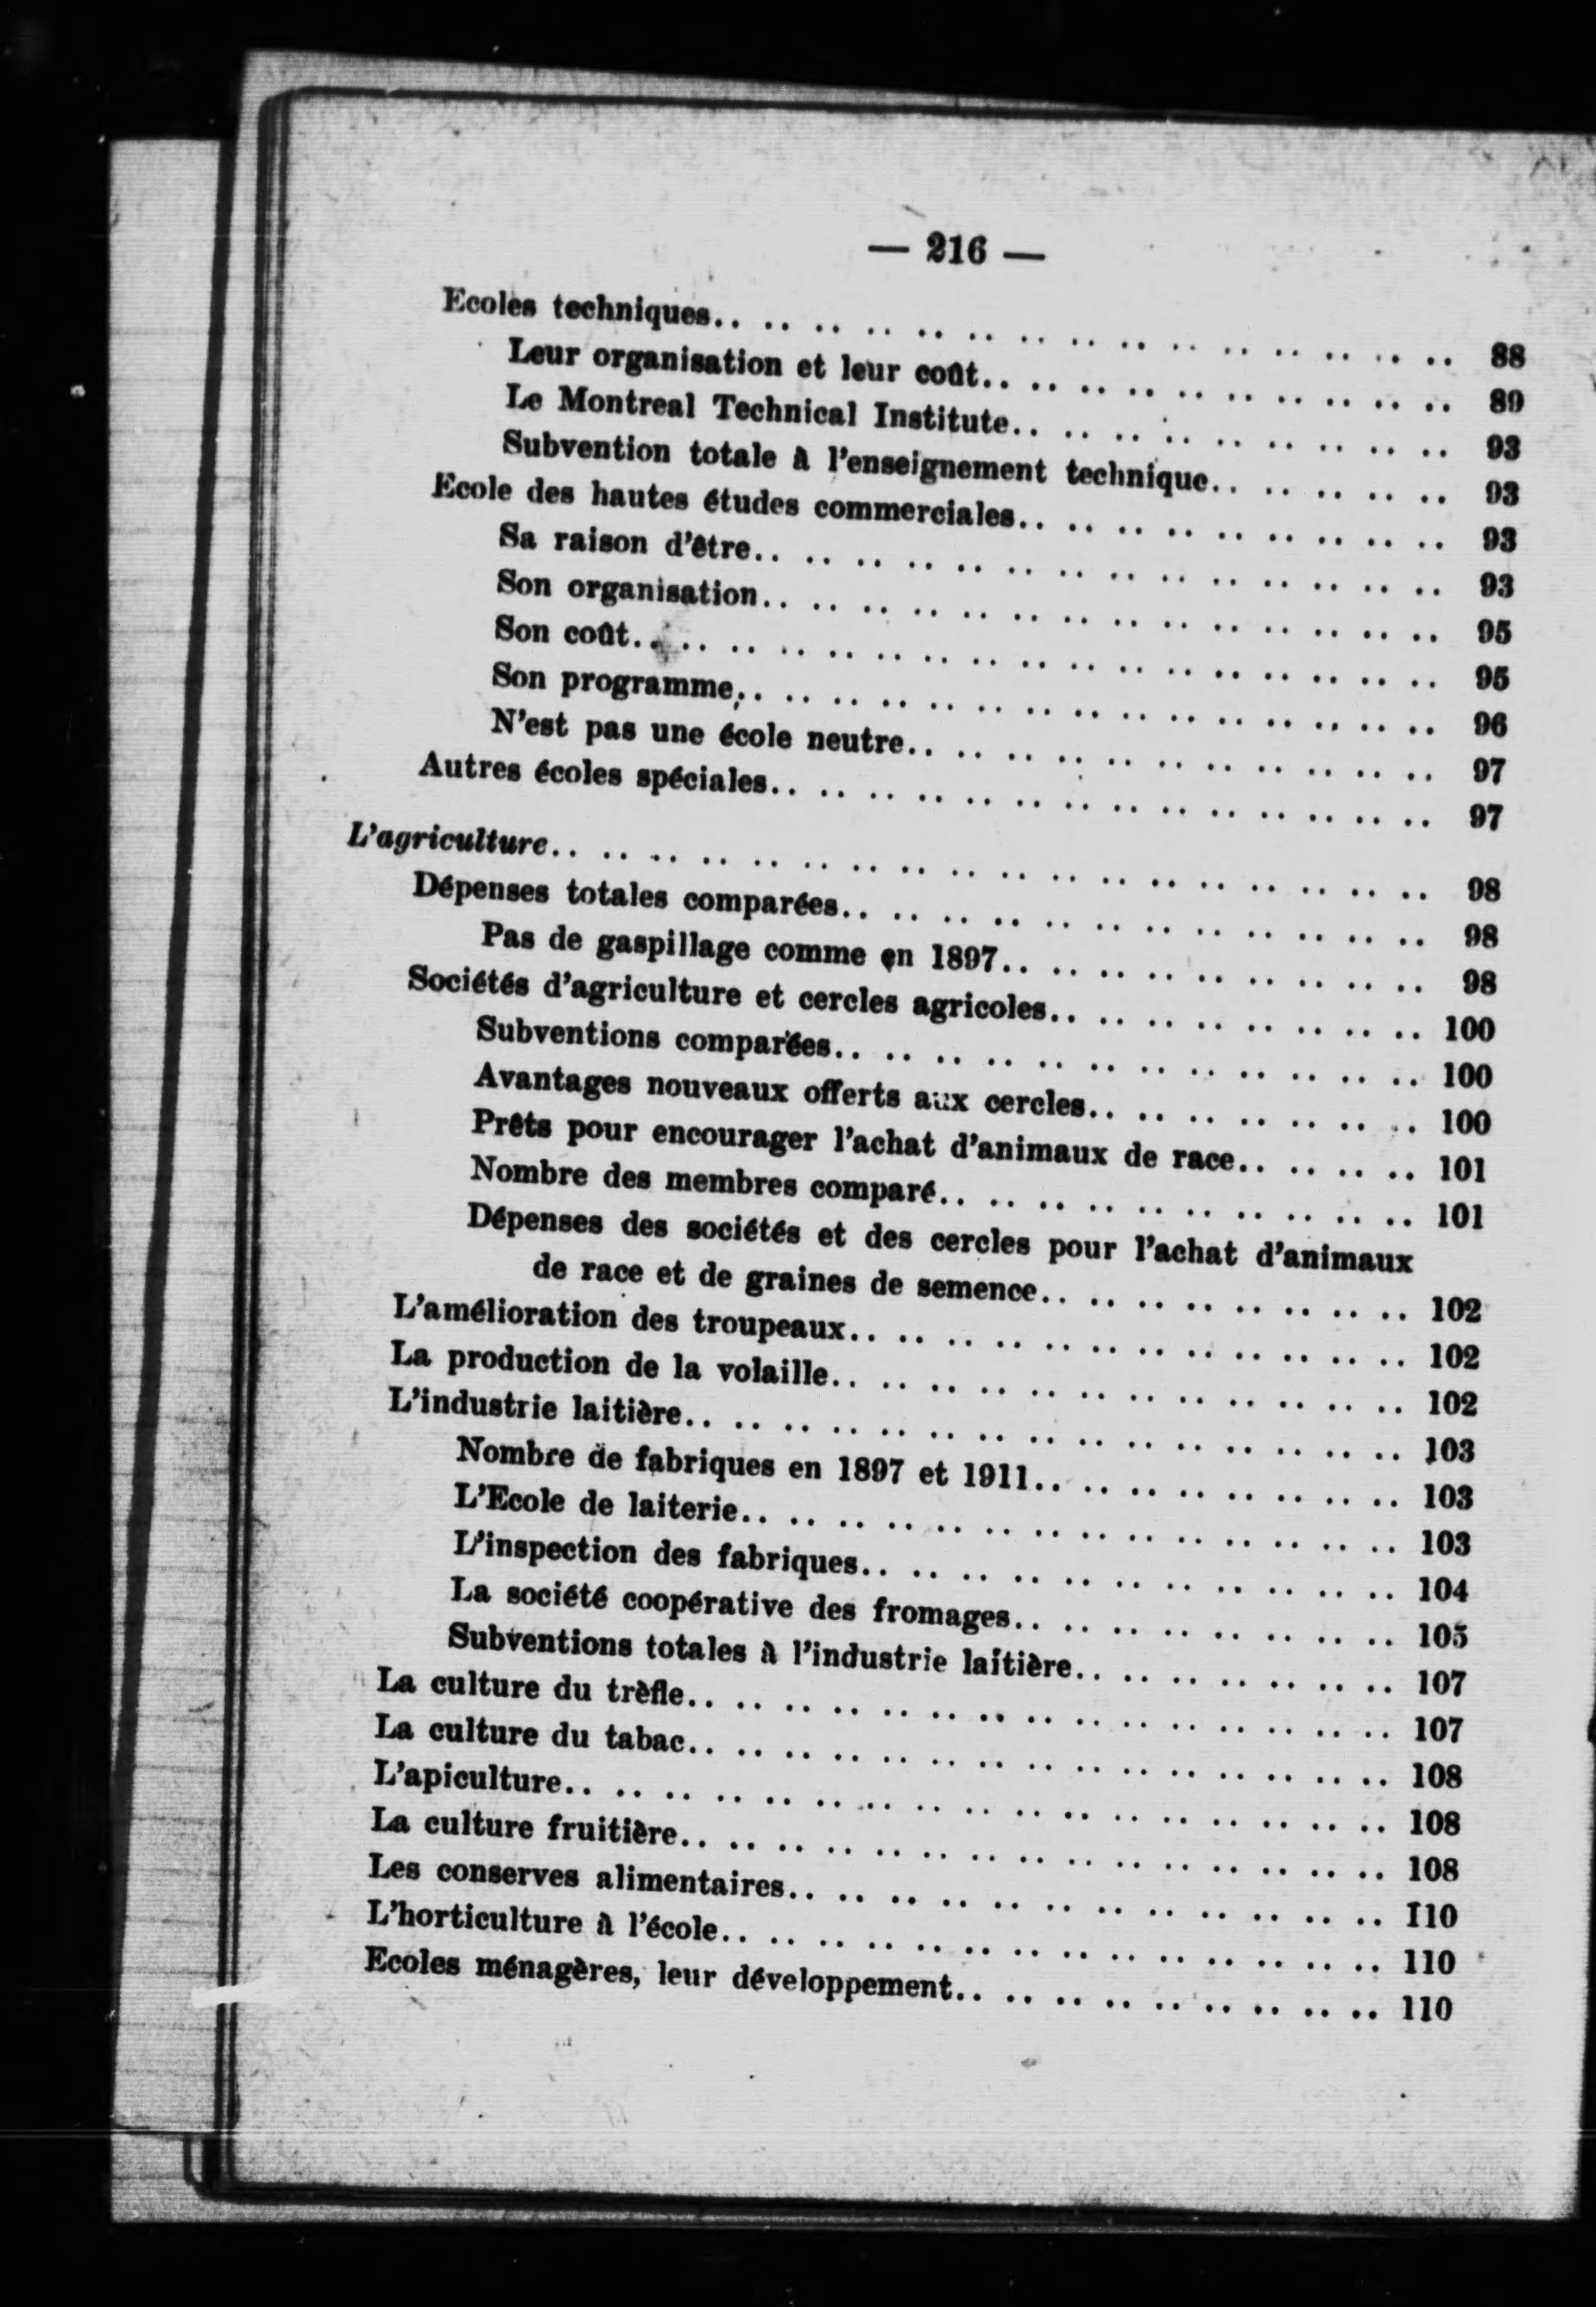 — 216 —
Ecoles techniques.. .. .. .. .. .. .. .. .. .. .. .. .. .. .. 88
Leur organisation et leur coût.. .. .. .. .. .. .. .. .. .. 89
Le Montreal Technical Institute.. .. .. .. .. .. .. .. .. 93
Subvention totale à l'enseignement technique.. .. .. .. .. 93
Ecole des hautes études commerciales.. .. .. .. .. .. .. .. .. 93
Sa raison d'être.. .. .. .. .. .. .. .. .. .. .. .. .. .. 93
Son organisation.. .. .. .. .. .. .. .. .. .. .. .. .. .. 95
Son coût.. .. .. .. .. .. .. .. .. .. .. .. .. .. .. .. .. 95
Son programme.. .. .. .. .. .. .. .. .. .. .. .. .. .. .. 96
N'est pas une école neutre.. .. .. .. .. .. .. .. .. .. .. 97
Autres écoles spéciales.. .. .. .. .. .. .. .. .. .. .. .. .. .. 97
L'agriculture.. .. .. .. .. .. .. .. .. .. .. .. .. .. .. .. .. .. 98
Dépenses totales comparées.. .. .. .. .. .. .. .. .. .. .. .. 98
Pas de gaspillage comme en 1897.. .. .. .. .. .. .. .. .. 98
Sociétés d'agriculture et cercles agricoles.. .. .. .. .. .. .. .. 100
Subventions comparées.. .. .. .. .. .. .. .. .. .. .. .. 100
Avantages nouveaux offerts aux cercles.. .. .. .. .. .. .. 100
Prêts pour encourager l'achat d'animaux de race.. .. .. .. 101
Nombre des membres comparé.. .. .. .. .. .. .. .. .. .. 101
Dépenses des sociétés et des cercles pour l'achat d'animaux
de race et de graines de semence.. .. .. .. .. .. .. .. 102
L'amélioration des troupeaux.. .. .. .. .. .. .. .. .. .. .. .. 102
La production de la volaille.. .. .. .. .. .. .. .. .. .. .. .. 102
L'industrie laitière.. .. .. .. .. .. .. .. .. .. .. .. .. .. .. 103
Nombre de fabriques en 1897 et 1911.. .. .. .. .. .. .. .. 103
L'Ecole de laiterie.. .. .. .. .. .. .. .. .. .. .. .. .. .. 103
L'inspection des fabriques.. .. .. .. .. .. .. .. .. .. .. 104
La société coopérative des fromages.. .. .. .. .. .. .. .. 105
Subventions totales à l'industrie laitière.. .. .. .. .. .. .. 107
La culture du trèfle.. .. .. .. .. .. .. .. .. .. .. .. .. .. .. 107
La culture du tabac.. .. .. .. .. .. .. .. .. .. .. .. .. .. .. 108
L'apiculture.. .. .. .. .. .. .. .. .. .. .. .. .. .. .. .. .. 108
La culture fruitière.. .. .. .. .. .. .. .. .. .. .. .. .. .. .. 108
Les conserves alimentaires.. .. .. .. .. .. .. .. .. .. .. .. 110
L'horticulture à l'école.. .. .. .. .. .. .. .. .. .. .. .. .. .. 110
Ecoles ménagères, leur développement.. .. .. .. .. .. .. .. .. 110